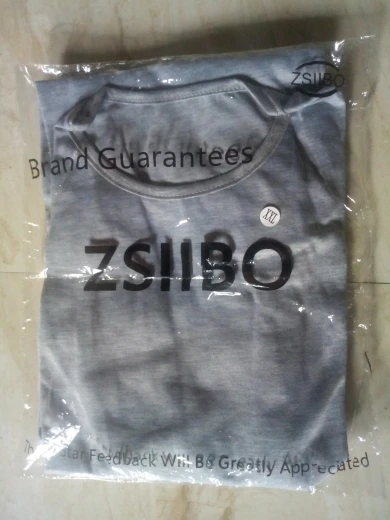 ZSIIBO
Brand Guarantees
XXL
ZSIIBO
Star Feedback Will Be Greatly Appreciated